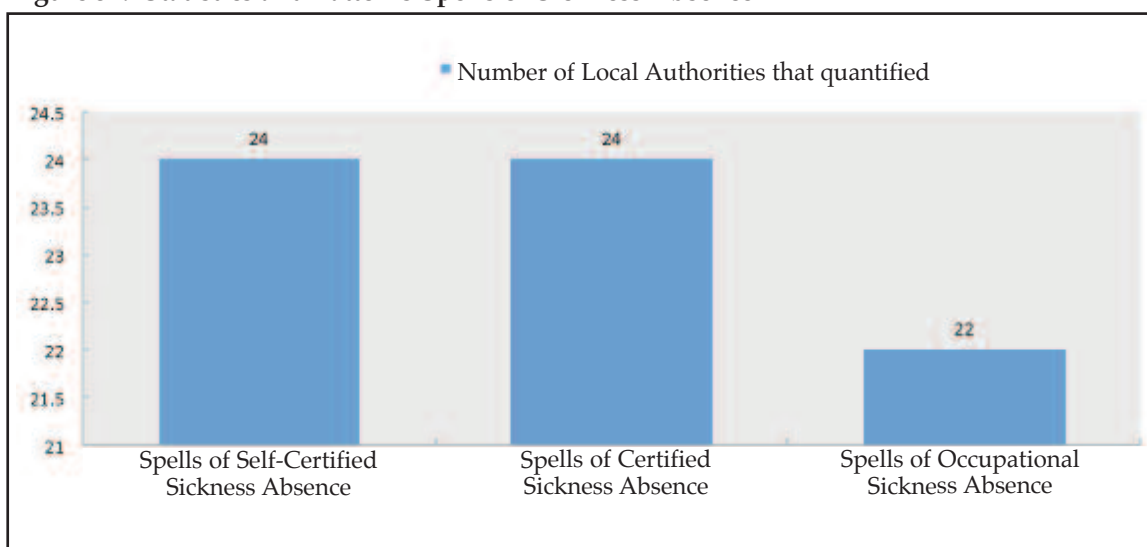 Number of Local Authorities that quantified
24.5
24
23.5
23
22.5
22
21.5
21
24
24
22
Spells of Self-Certified
Sickness Absence
Spells of Certified
Sickness Absence
Spells of Occupational
Sickness Absence